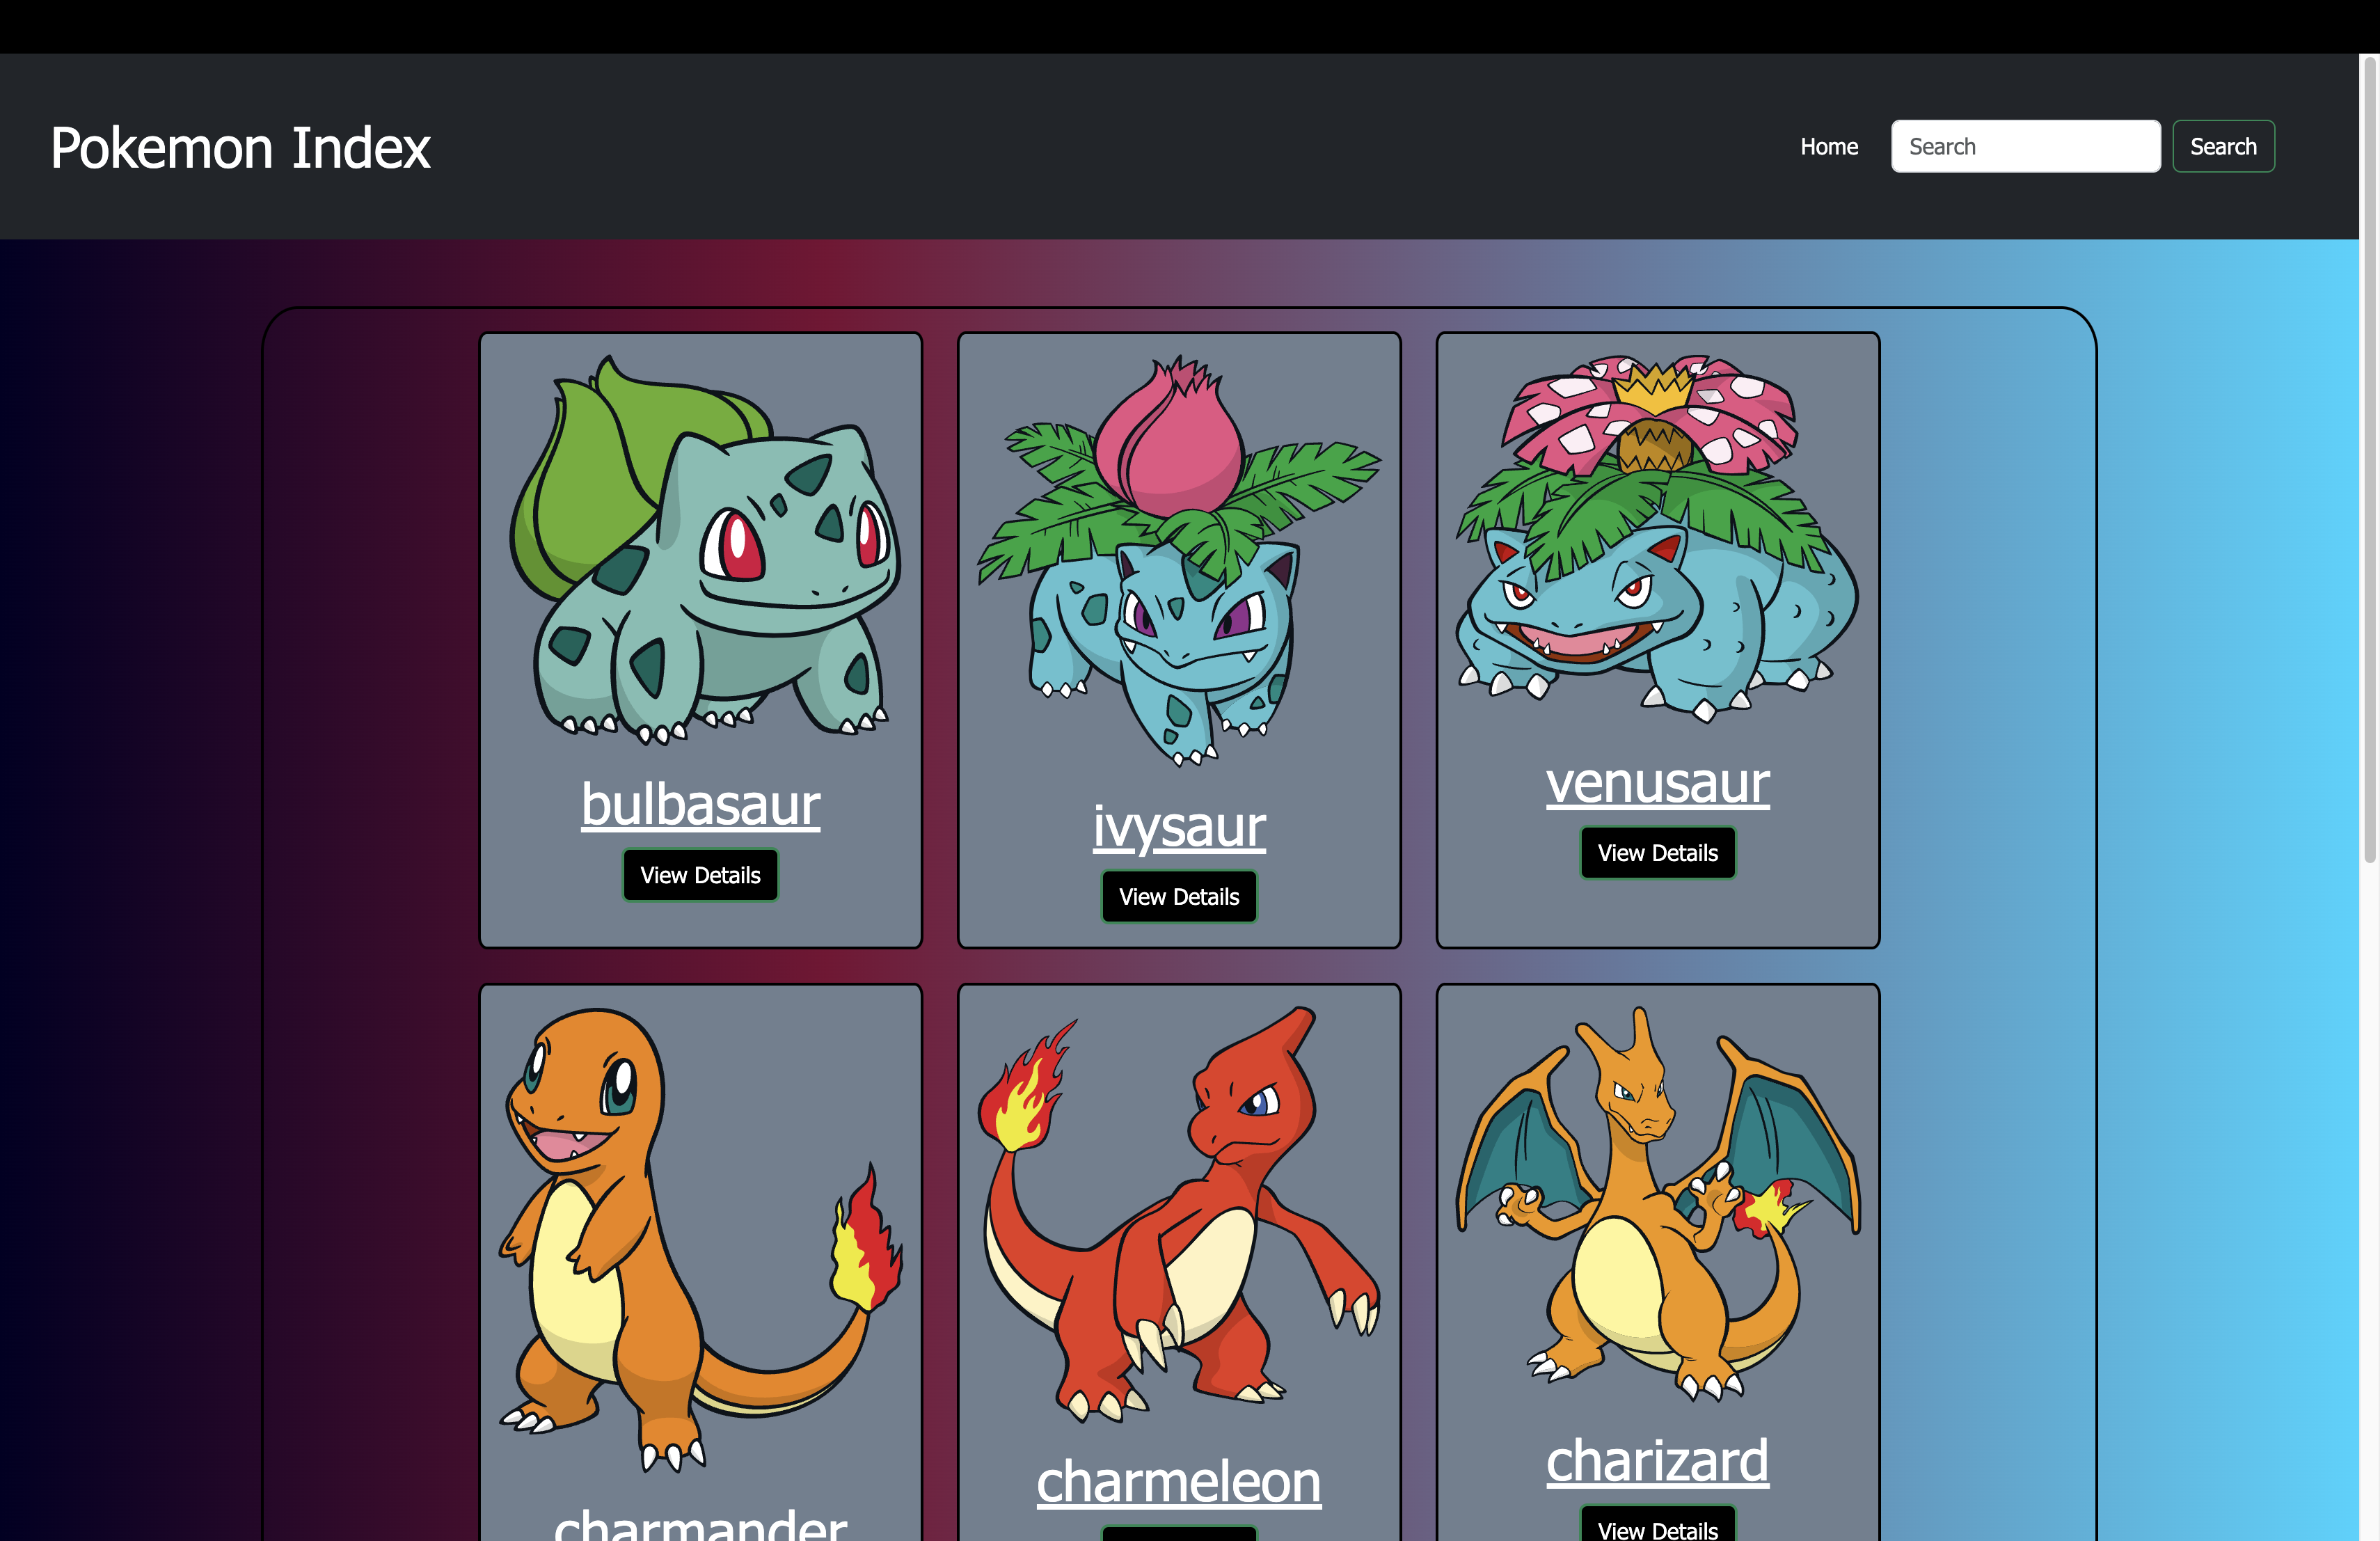 Pokemon Index
Home
Search
Search
bulbasaur
View Details
ivysaur
View Details
venusaur
View Details
charmander
charmeleon
charizard
View Details